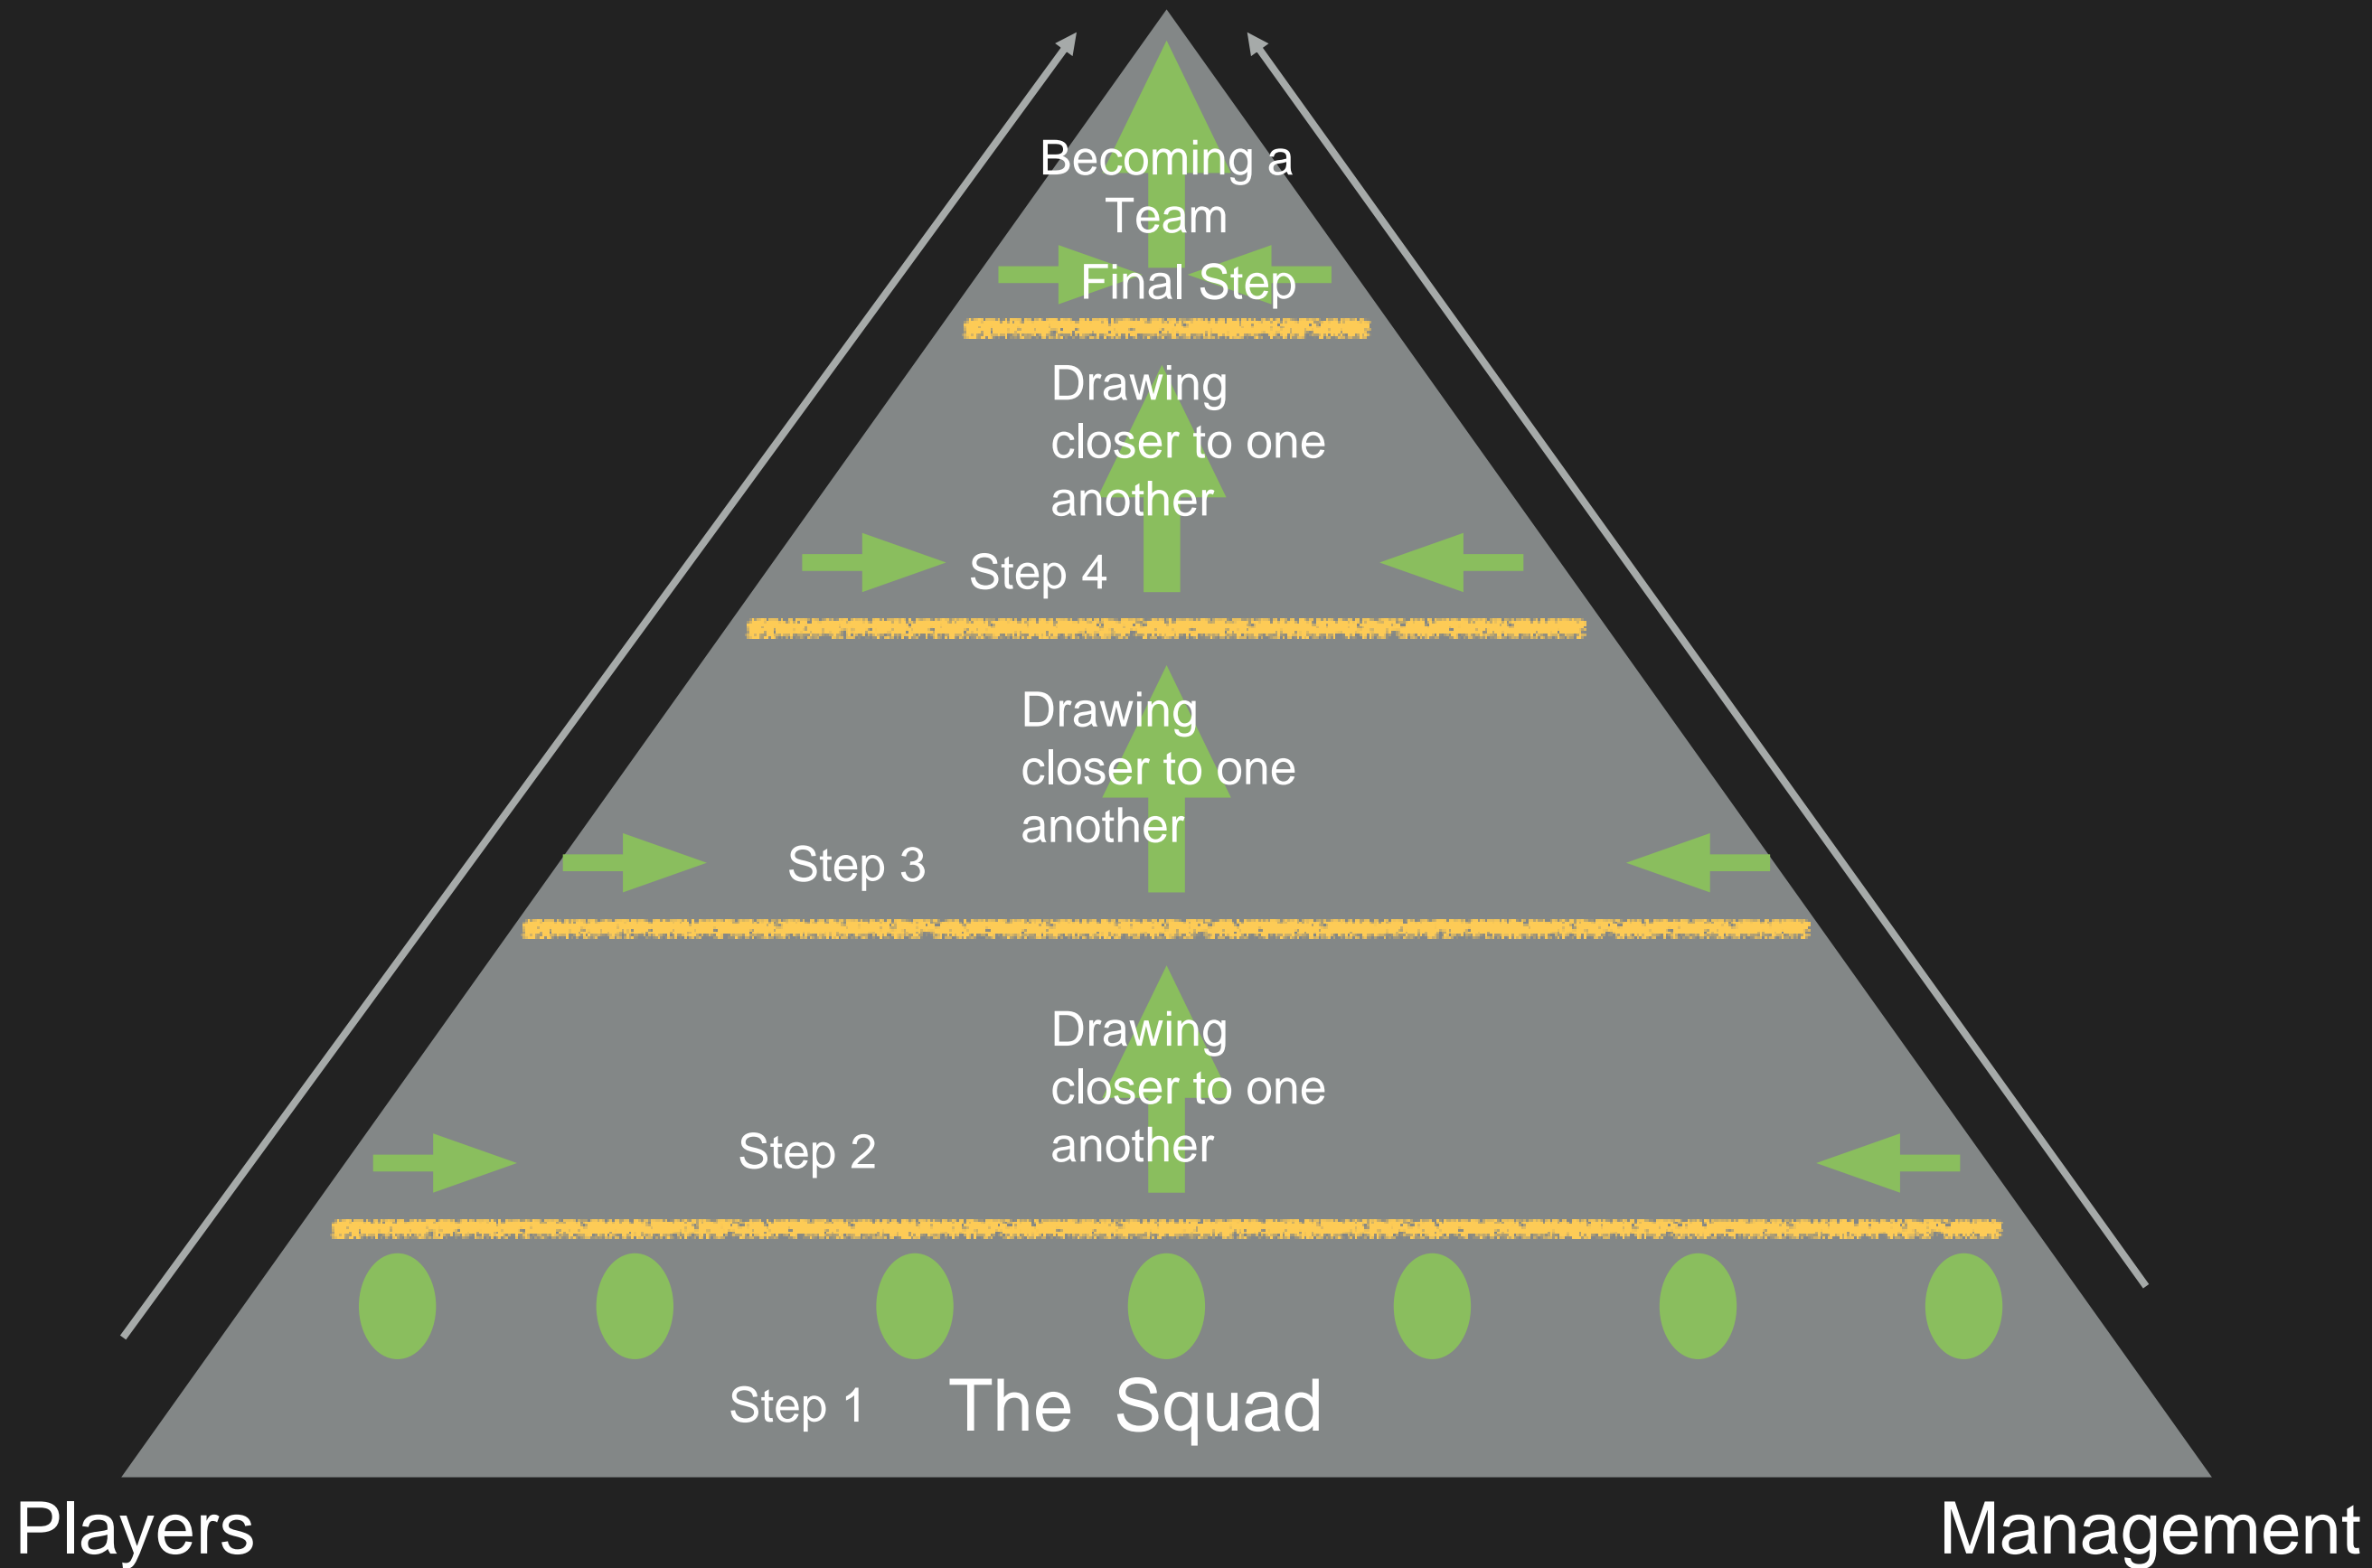 Becoming a
Team
Final Step
Drawing
closer to one
another
Step 4
Drawing
closer to one
another
Step 3
Drawing
closer to one
another
Step 2
Step 1
The Squad
Players
Management